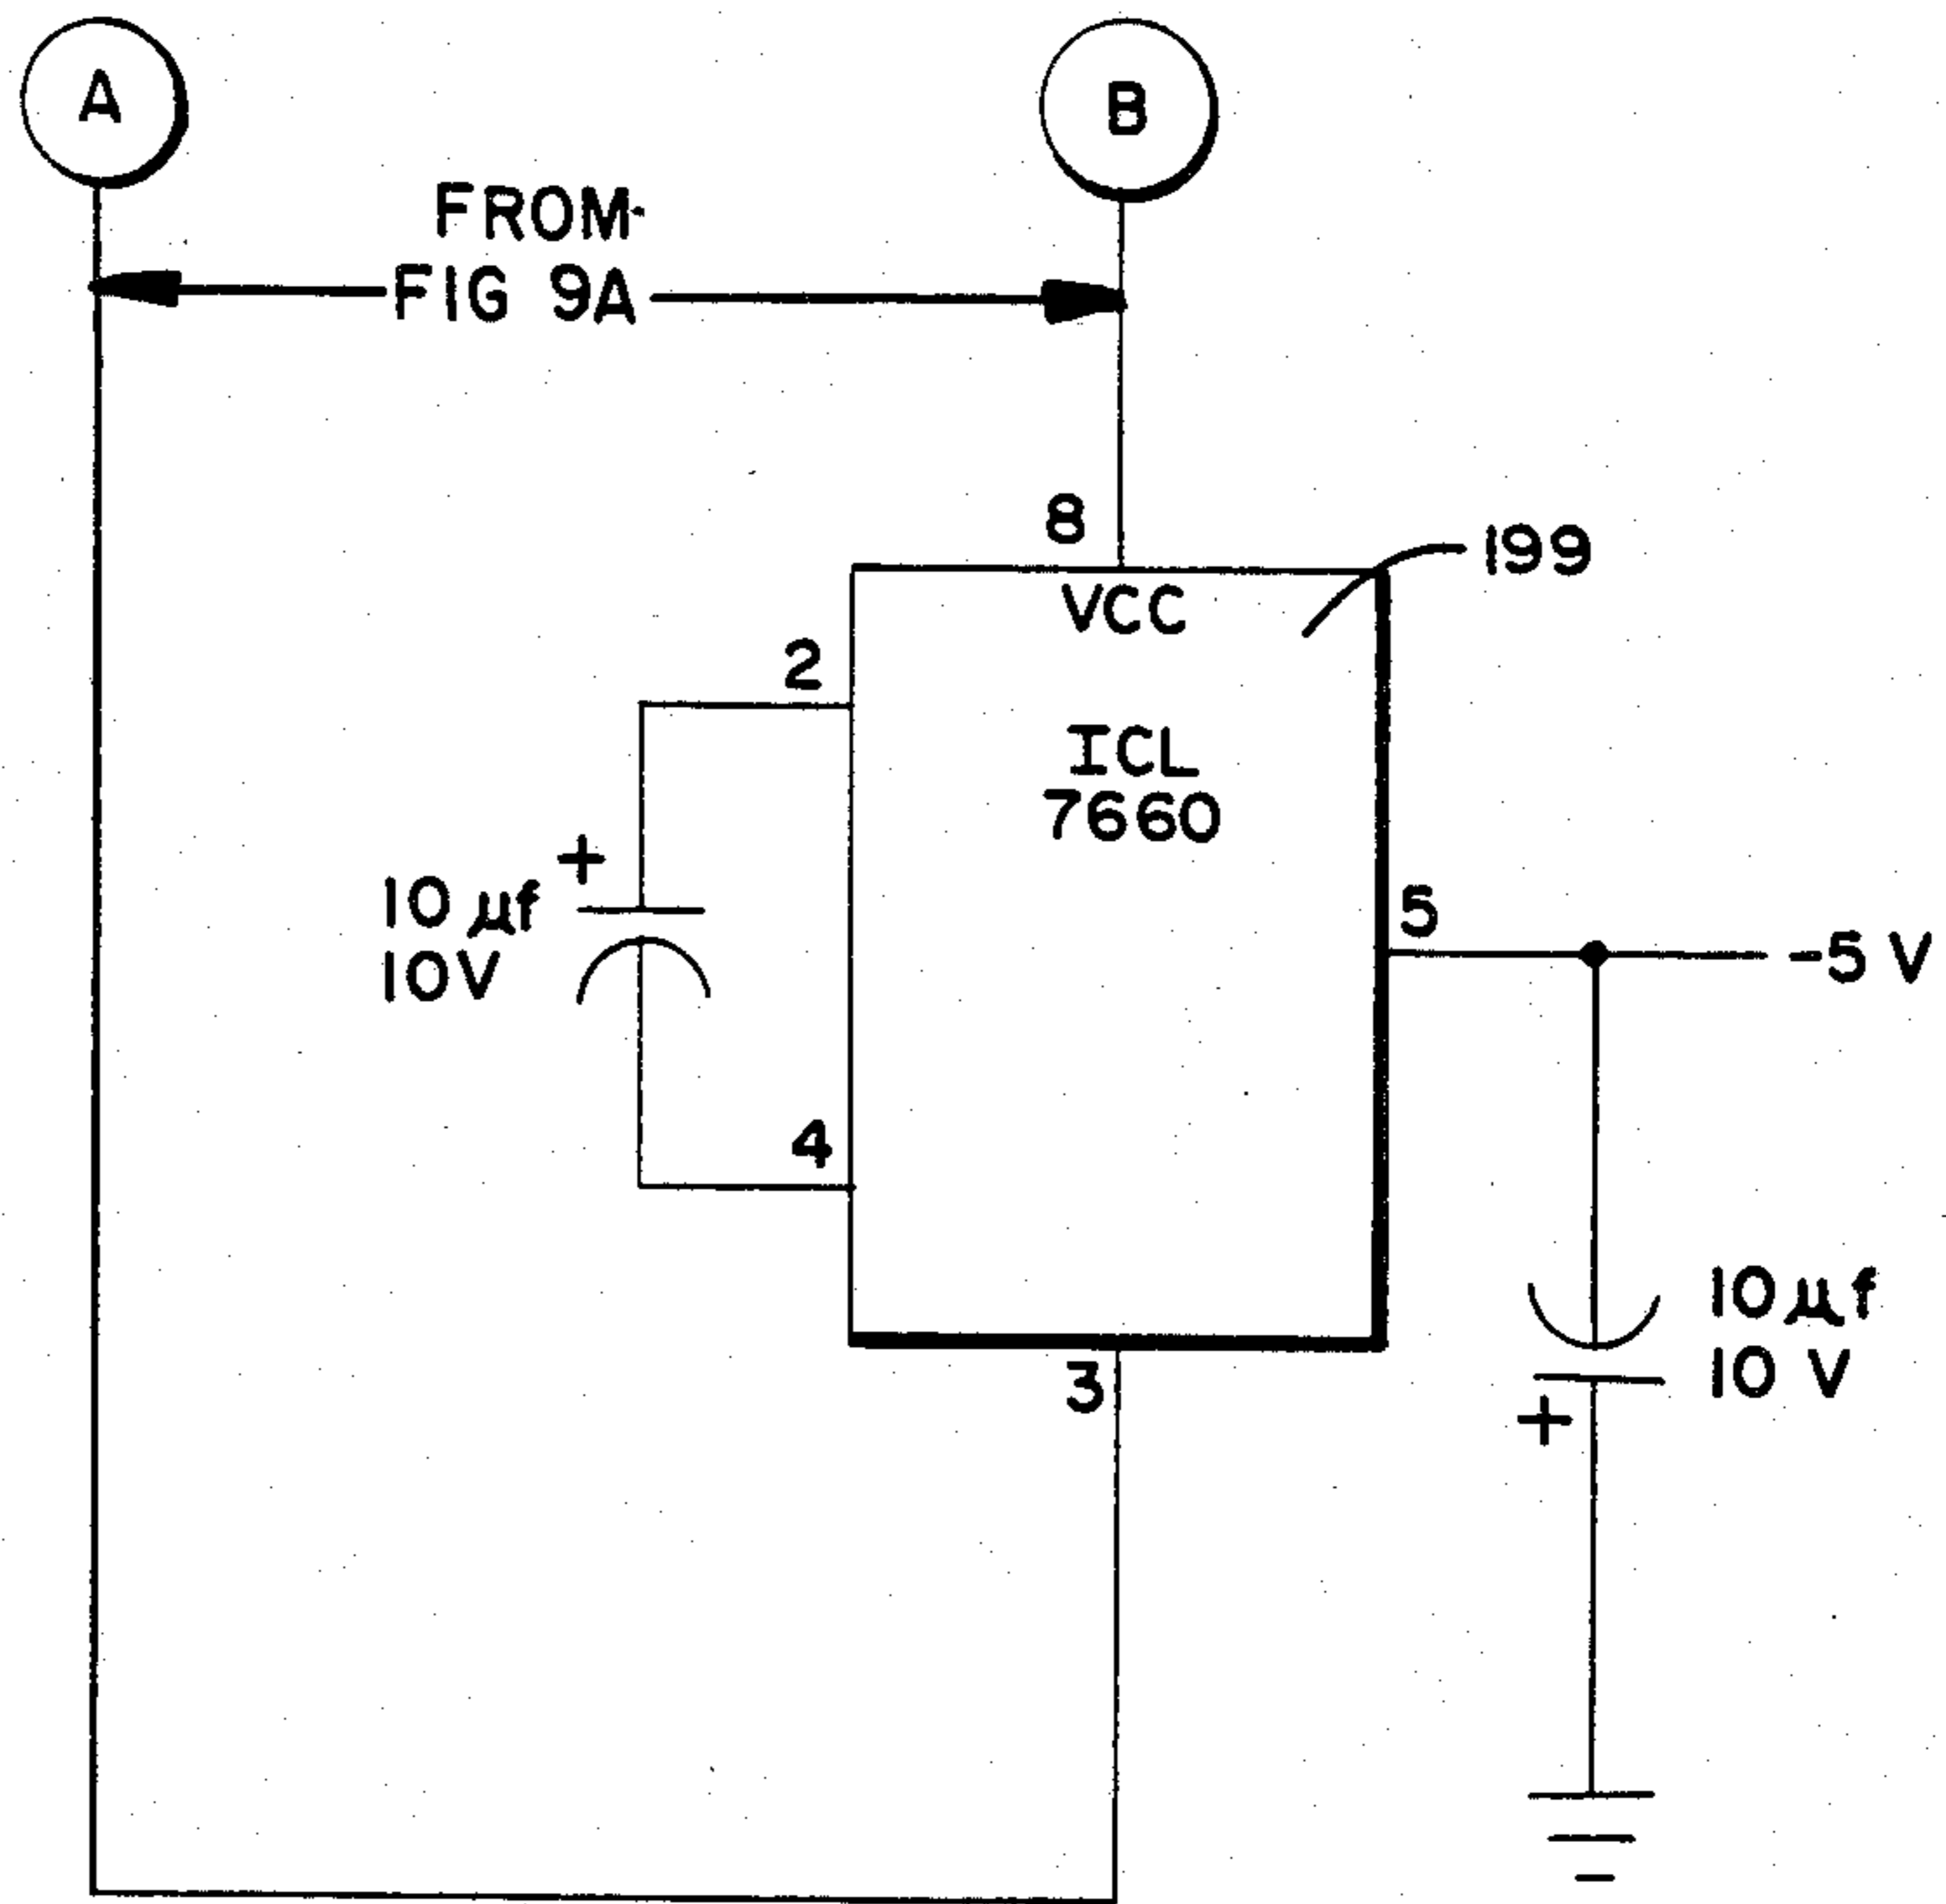 A
B
FROM
FIG 9A
8
199
VCC
2
ICL
7660
+
10 µf
10V
5
-5 V
4
10 µf
10 V
3
+